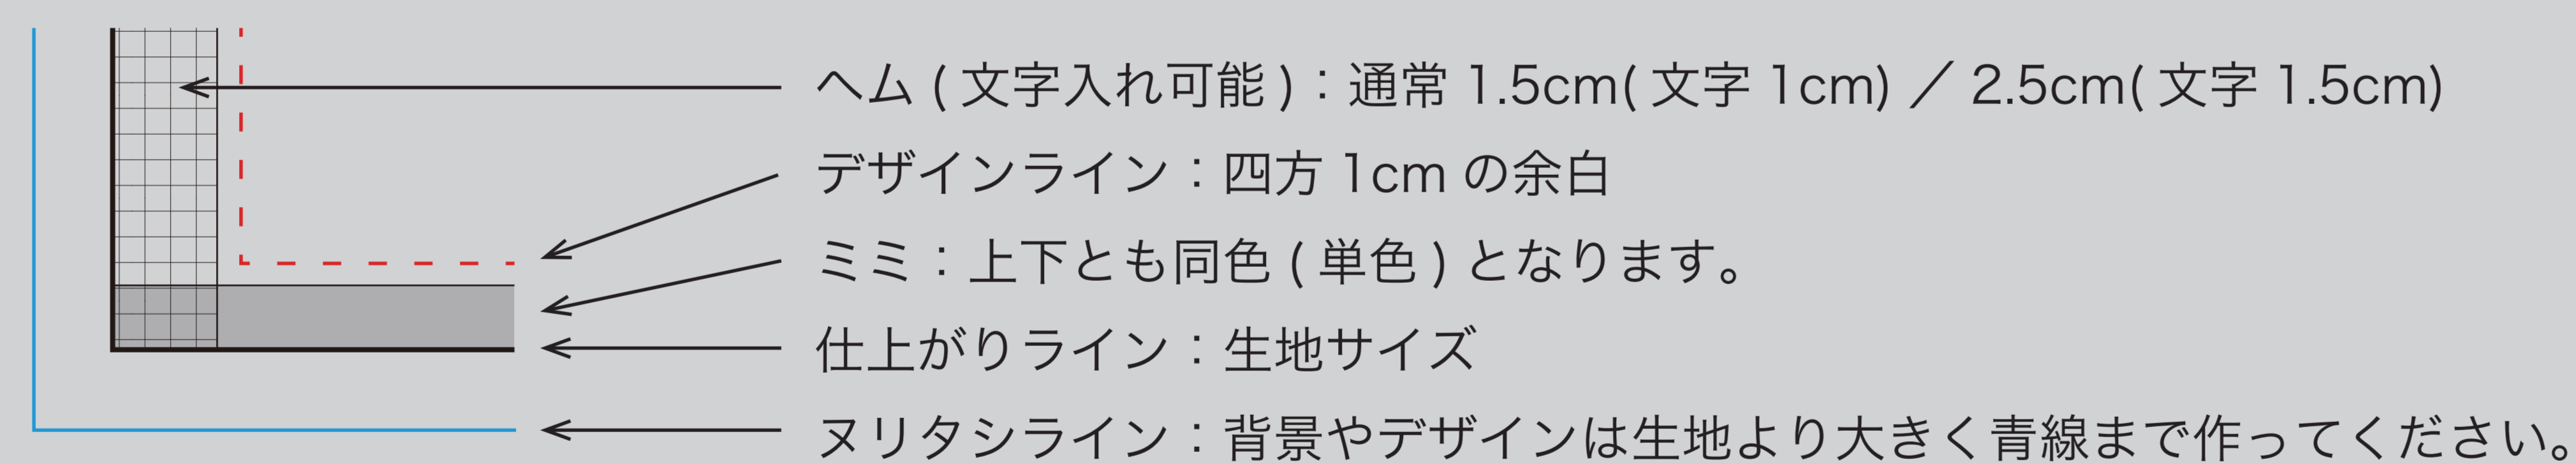 ヘム ( 文字入れ可能 )：通常 1.5cm( 文字 1cm) ／ 2.5cm( 文字 1.5cm)
デザインライン：四方 1cm の余白
ミミ：上下とも同色 ( 単色 ) となります。
仕上がりライン：生地サイズ
ヌリタシライン：背景やデザインは生地より大きく青線まで作ってください。